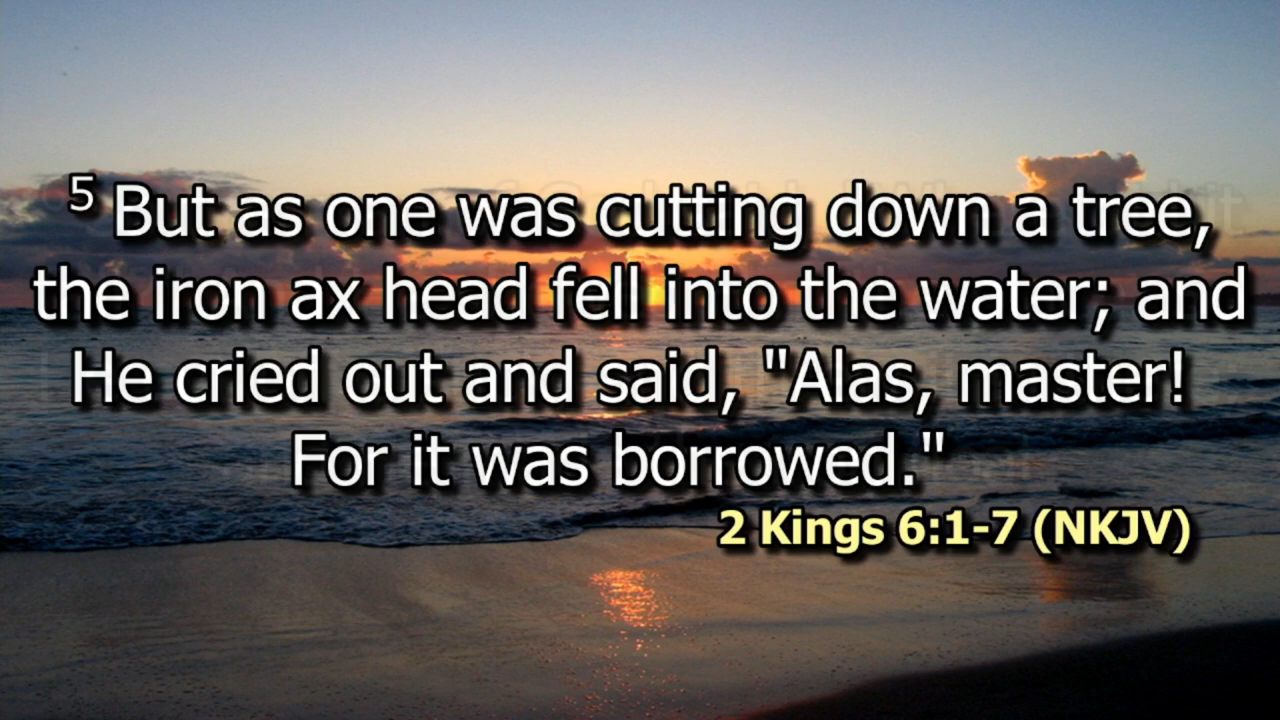 5 But as one was cutting down a tree,
the iron ax head fell into the water; and
He cried out and said, "Alas, master!
For it was borrowed."
2 Kings 6:1-7 (NKJV)